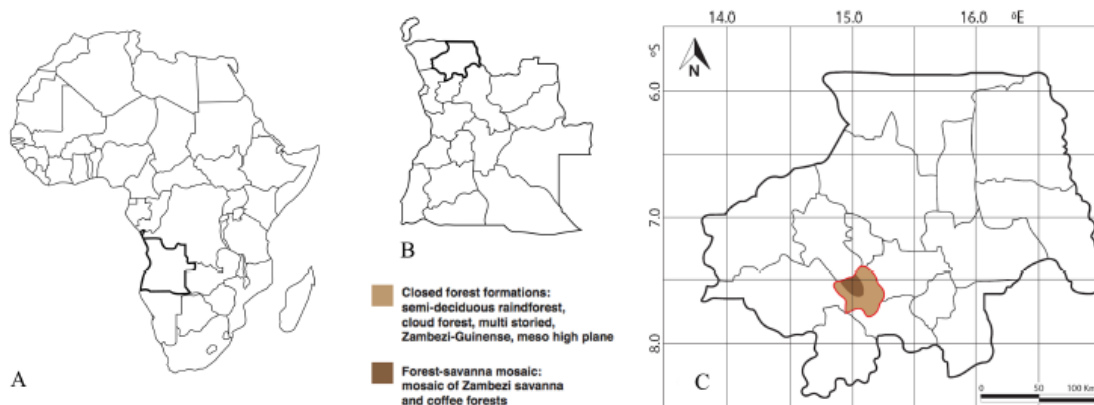 A
B
Closed forest formations:
semi-deciduous raindforest,
cloud forest, multi storied,
Zambezi-Guinense, meso high plane
Forest-savanna mosaic:
mosaic of Zambezi savanna
and coffee forests
14.0 15.0 16.0 ºE
ºS
N
6.0
7.0
8.0
C
0 50 100 Km